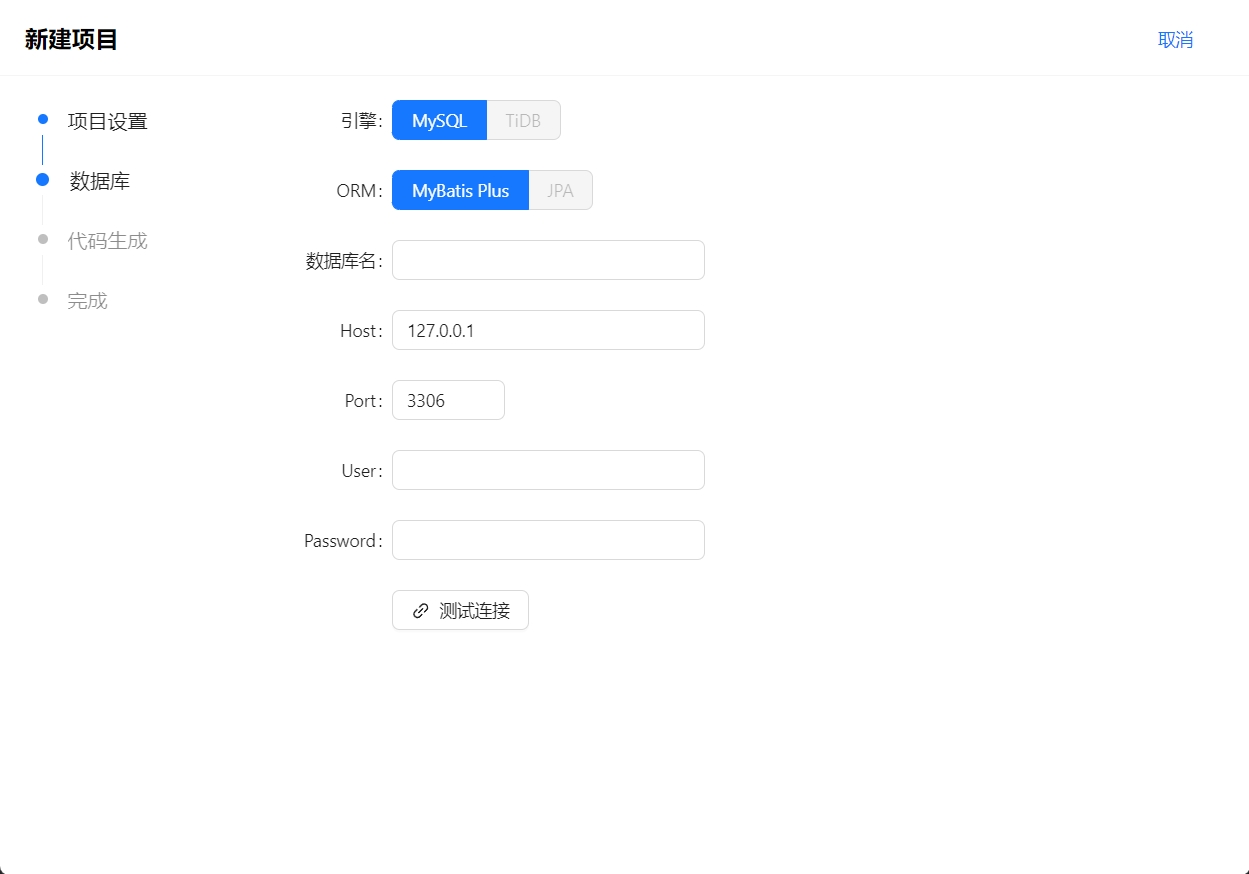 新建项目
取消
项目设置
数据库
代码生成
完成
引擎: MySQL TiDB
ORM: MyBatis Plus JPA
数据库名:
Host: 127.0.0.1
Port: 3306
User:
Password:
测试连接